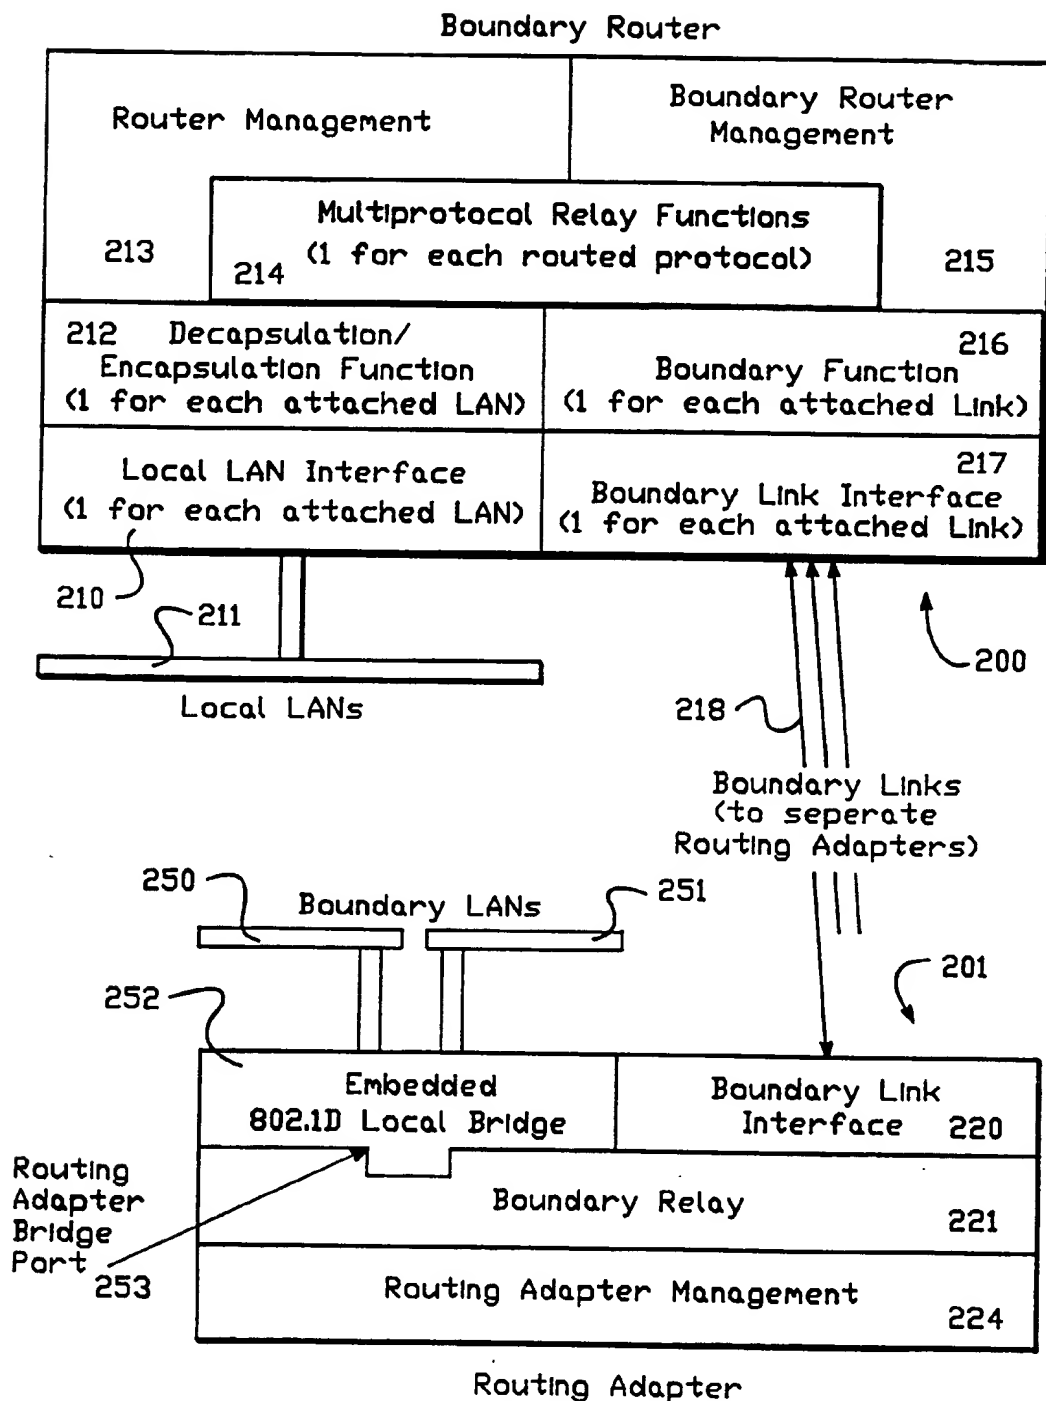 Boundary Router
Router Management
Boundary Router
Management
Multiprotocol Relay Functions
(1 for each routed protocol)
213
214
215
212 Decapsulation/
Encapsulation Function
(1 for each attached LAN)
216
Boundary Function
(1 for each attached Link)
Local LAN Interface
(1 for each attached LAN)
217
Boundary Link Interface
(1 for each attached Link)
210
211
Local LANs
200
218
Boundary Links
(to seperate
Routing Adapters)
250
Boundary LANs
251
252
201
Embedded
802.1D Local Bridge
Boundary Link
Interface 220
Routing
Adapter
Bridge
Port
253
Boundary Relay
221
Routing Adapter Management
224
Routing Adapter